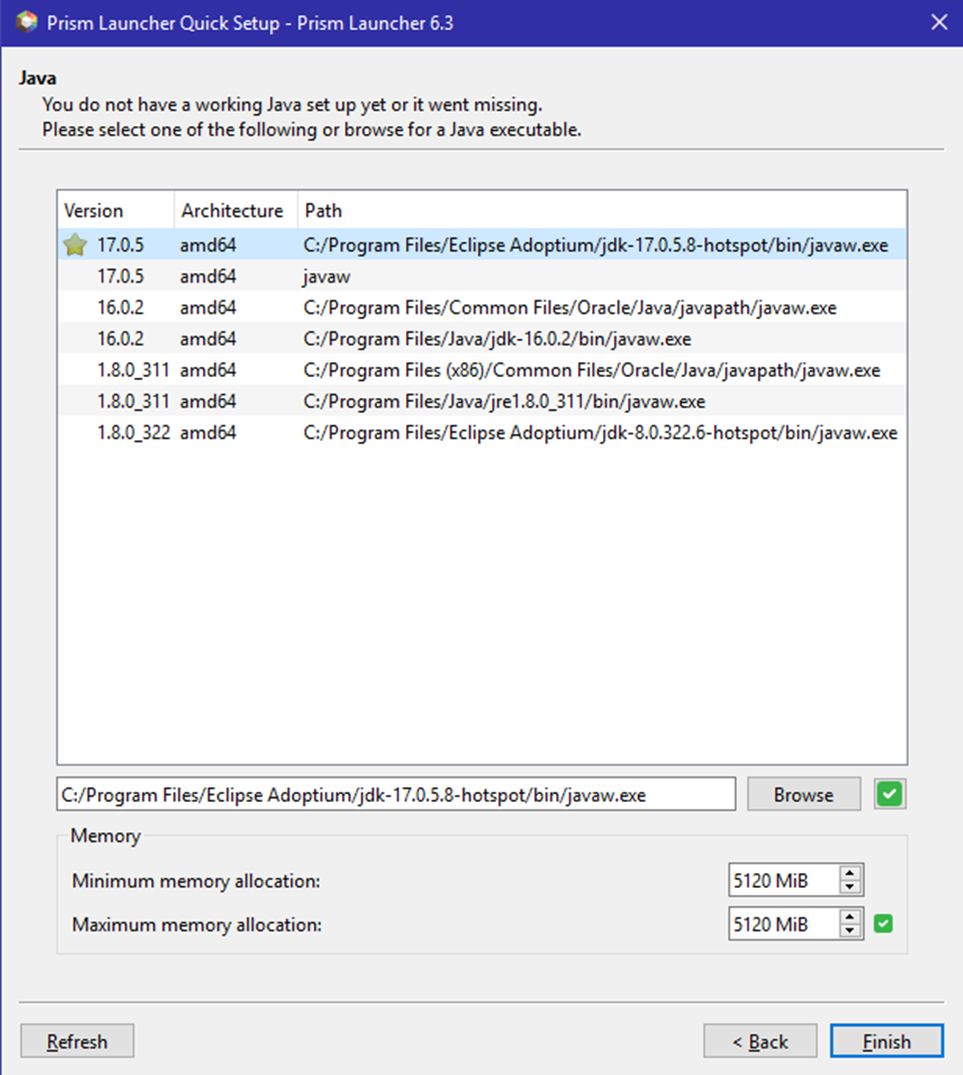 Prism Launcher Quick Setup - Prism Launcher 6.3
Java
You do not have a working Java set up yet or it went missing.
Please select one of the following or browse for a Java executable.
Version Architecture Path
17.0.5 amd64 C:/Program Files/Eclipse Adoptium/jdk-17.0.5.8-hotspot/bin/javaw.exe
17.0.5 amd64 javaw
16.0.2 amd64 C:/Program Files/Common Files/Oracle/Java/javapath/javaw.exe
16.0.2 amd64 C:/Program Files/Java/jdk-16.0.2/bin/javaw.exe
1.8.0_311 amd64 C:/Program Files (x86)/Common Files/Oracle/Java/javapath/javaw.exe
1.8.0_311 amd64 C:/Program Files/Java/jre1.8.0_311/bin/javaw.exe
1.8.0_322 amd64 C:/Program Files/Eclipse Adoptium/jdk-8.0.322.6-hotspot/bin/javaw.exe
C:/Program Files/Eclipse Adoptium/jdk-17.0.5.8-hotspot/bin/javaw.exe Browse
Memory
Minimum memory allocation: 5120 MiB
Maximum memory allocation: 5120 MiB
Refresh < Back Finish